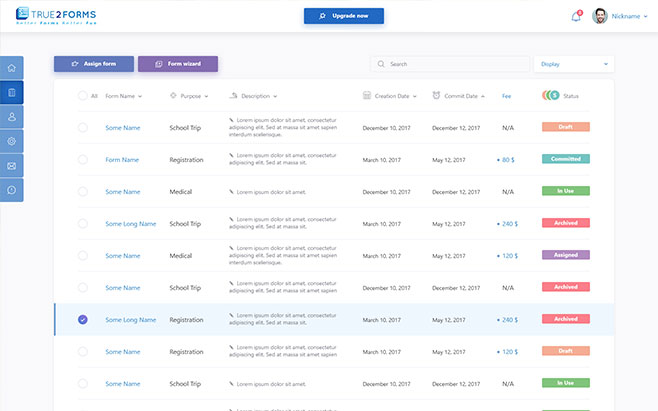 TRUE2FORMS
Better Forms Better Fun
Upgrade now
8
Nickname
Assign form
Form wizard
Search
Display
All
Form Name
Purpose
Description
Creation Date
Commit Date
Fee
$
Status
Some Name
School Trip
Lorem ipsum dolor sit amet, consectetur
adipiscing elit. Sed at massa sit amet sapien
interdum scelerisque.
December 10, 2017
December 12, 2017
N/A
Draft
Form Name
Registration
Lorem ipsum dolor sit amet, consectetur
adipiscing elit. Sed at massa sit amet.
March 10, 2017
May 12, 2017
80 $
Committed
Some Name
Medical
Lorem ipsum dolor sit amet.
December 10, 2017
December 12, 2017
N/A
In Use
Some Long Name
School Trip
Lorem ipsum dolor sit amet, consectetur
adipiscing elit. Sed at massa sit.
March 10, 2017
May 12, 2017
240 $
Archived
Some Name
Medical
Lorem ipsum dolor sit amet, consectetur
adipiscing elit. Sed at massa sit amet sapien
interdum scelerisque.
March 10, 2017
May 12, 2017
120 $
Assigned
Some Name
School Trip
Lorem ipsum dolor sit amet, consectetur
adipiscing elit. Sed at massa sit amet.
December 10, 2017
December 12, 2017
N/A
Archived
Some Long Name
Registration
Lorem ipsum dolor sit amet, consectetur
adipiscing elit. Sed at massa sit.
March 10, 2017
May 12, 2017
240 $
Archived
Some Name
Registration
Lorem ipsum dolor sit amet, consectetur
adipiscing elit. Sed at massa sit amet.
March 10, 2017
May 12, 2017
120 $
Draft
Some Name
School Trip
Lorem ipsum dolor sit amet.
December 10, 2017
December 12, 2017
N/A
In Use